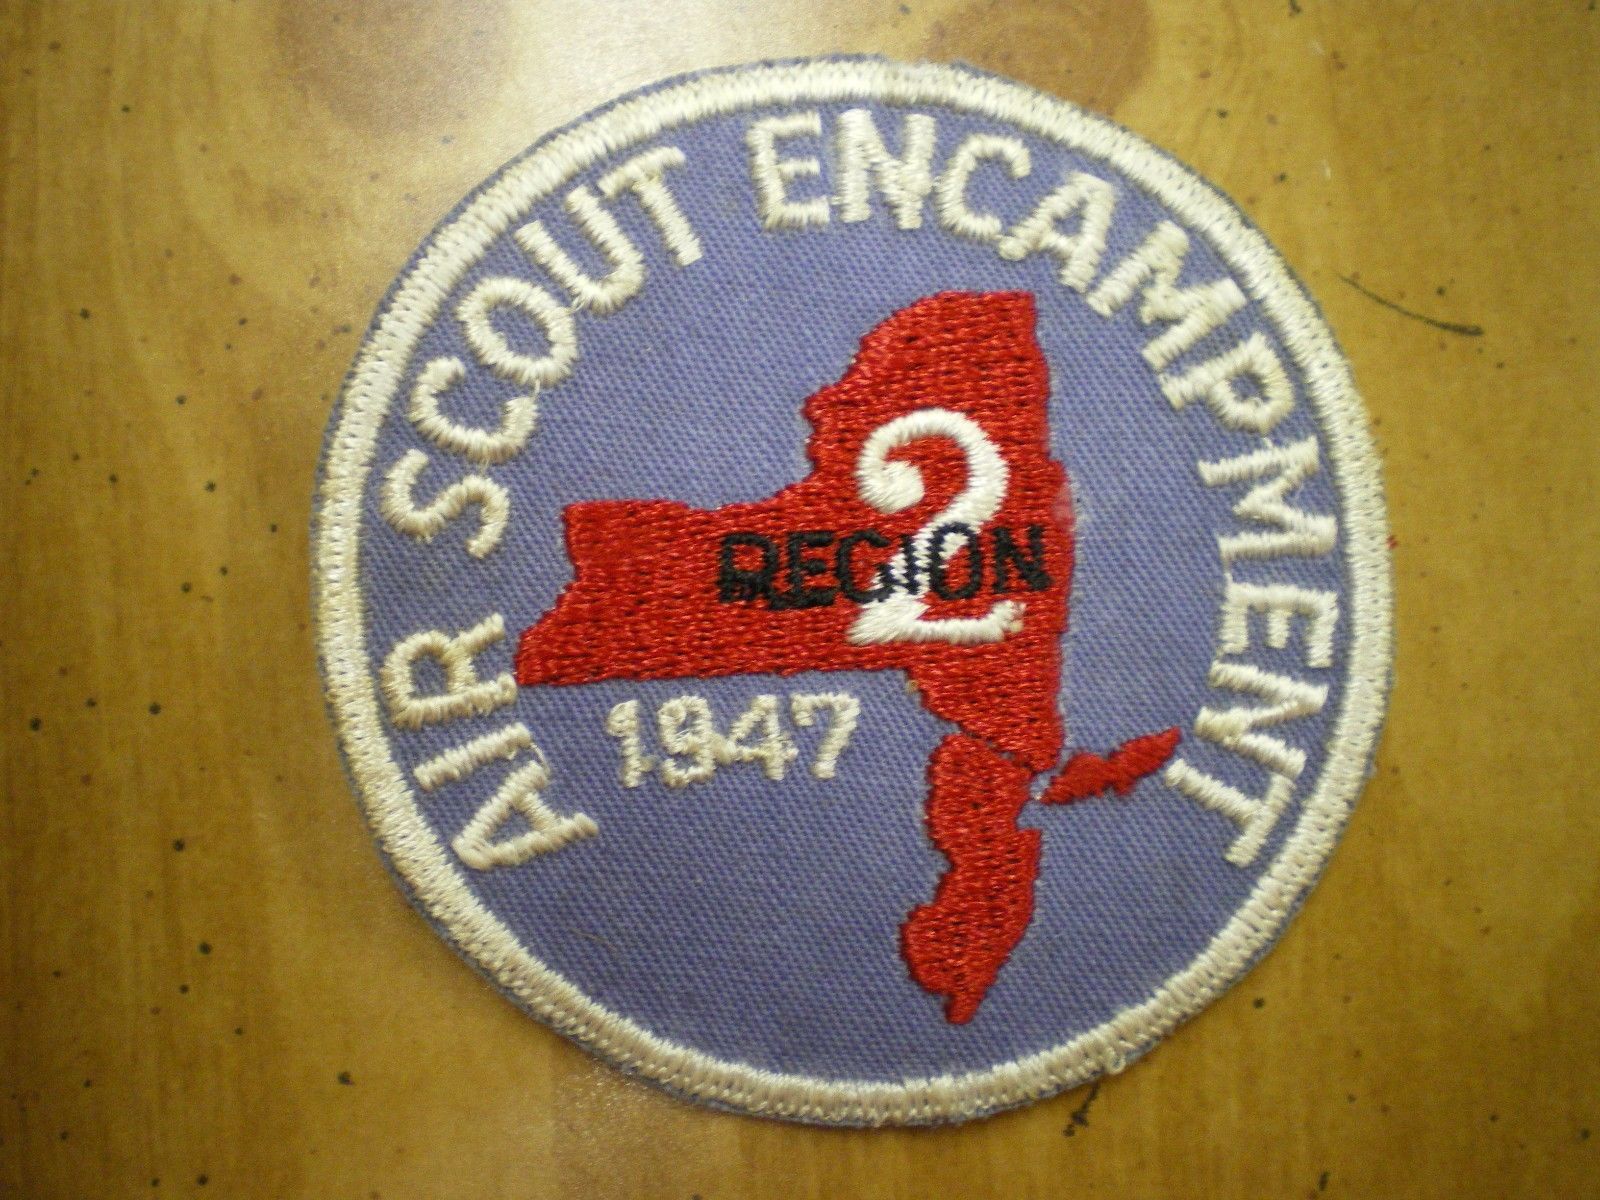 AIR SCOUT ENCAMPMENT
2
REGION
1947